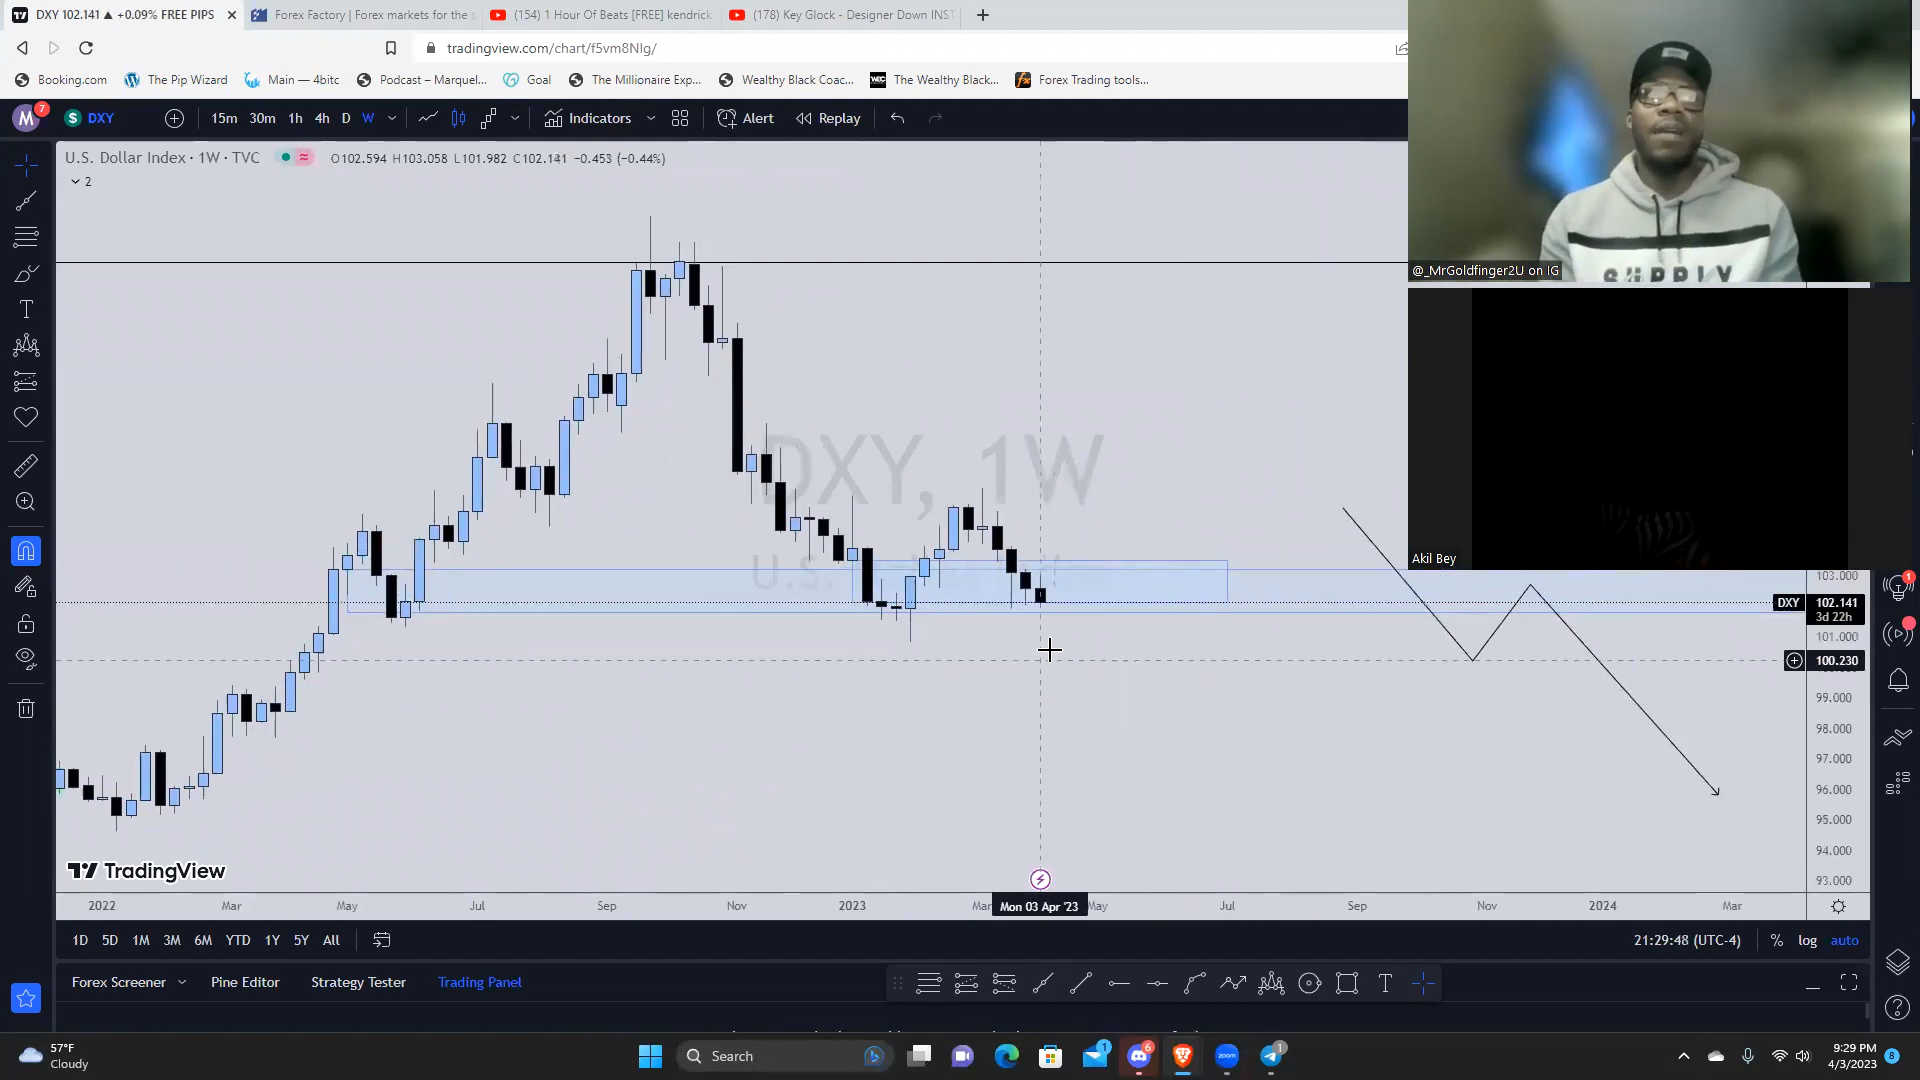 DXY 102.141 ▲ +0.09% FREE PIPS
Forex Factory | Forex markets for the s
(154) 1 Hour Of Beats [FREE] kendrick
(178) Key Glock - Designer Down INST
tradingview.com/chart/f5vm8Nlg/
Booking.com
The Pip Wizard
Main — 4bitc
Podcast – Marquel...
Goal
The Millionaire Exp...
Wealthy Black Coac...
The Wealthy Black...
Forex Trading tools...
M 7
DXY
15m 30m 1h 4h D W
Indicators
Alert
Replay
U.S. Dollar Index · 1W · TVC
O102.594 H103.058 L101.982 C102.141 −0.453 (−0.44%)
2
DXY, 1W
U.S.
@_MrGoldfinger2U on IG
SUPPLY
Akil Bey
103.000
DXY 102.141
3d 22h
101.000
100.230
99.000
98.000
97.000
96.000
95.000
94.000
93.000
TradingView
2022 Mar May Jul Sep Nov 2023 Mar Mon 03 Apr '23 May Jul Sep Nov 2024 Mar
1D 5D 1M 3M 6M YTD 1Y 5Y All
21:29:48 (UTC-4) % log auto
Forex Screener Pine Editor Strategy Tester Trading Panel
57°F
Cloudy
Search
1
6
zoom
1
9:29 PM
4/3/2023
8